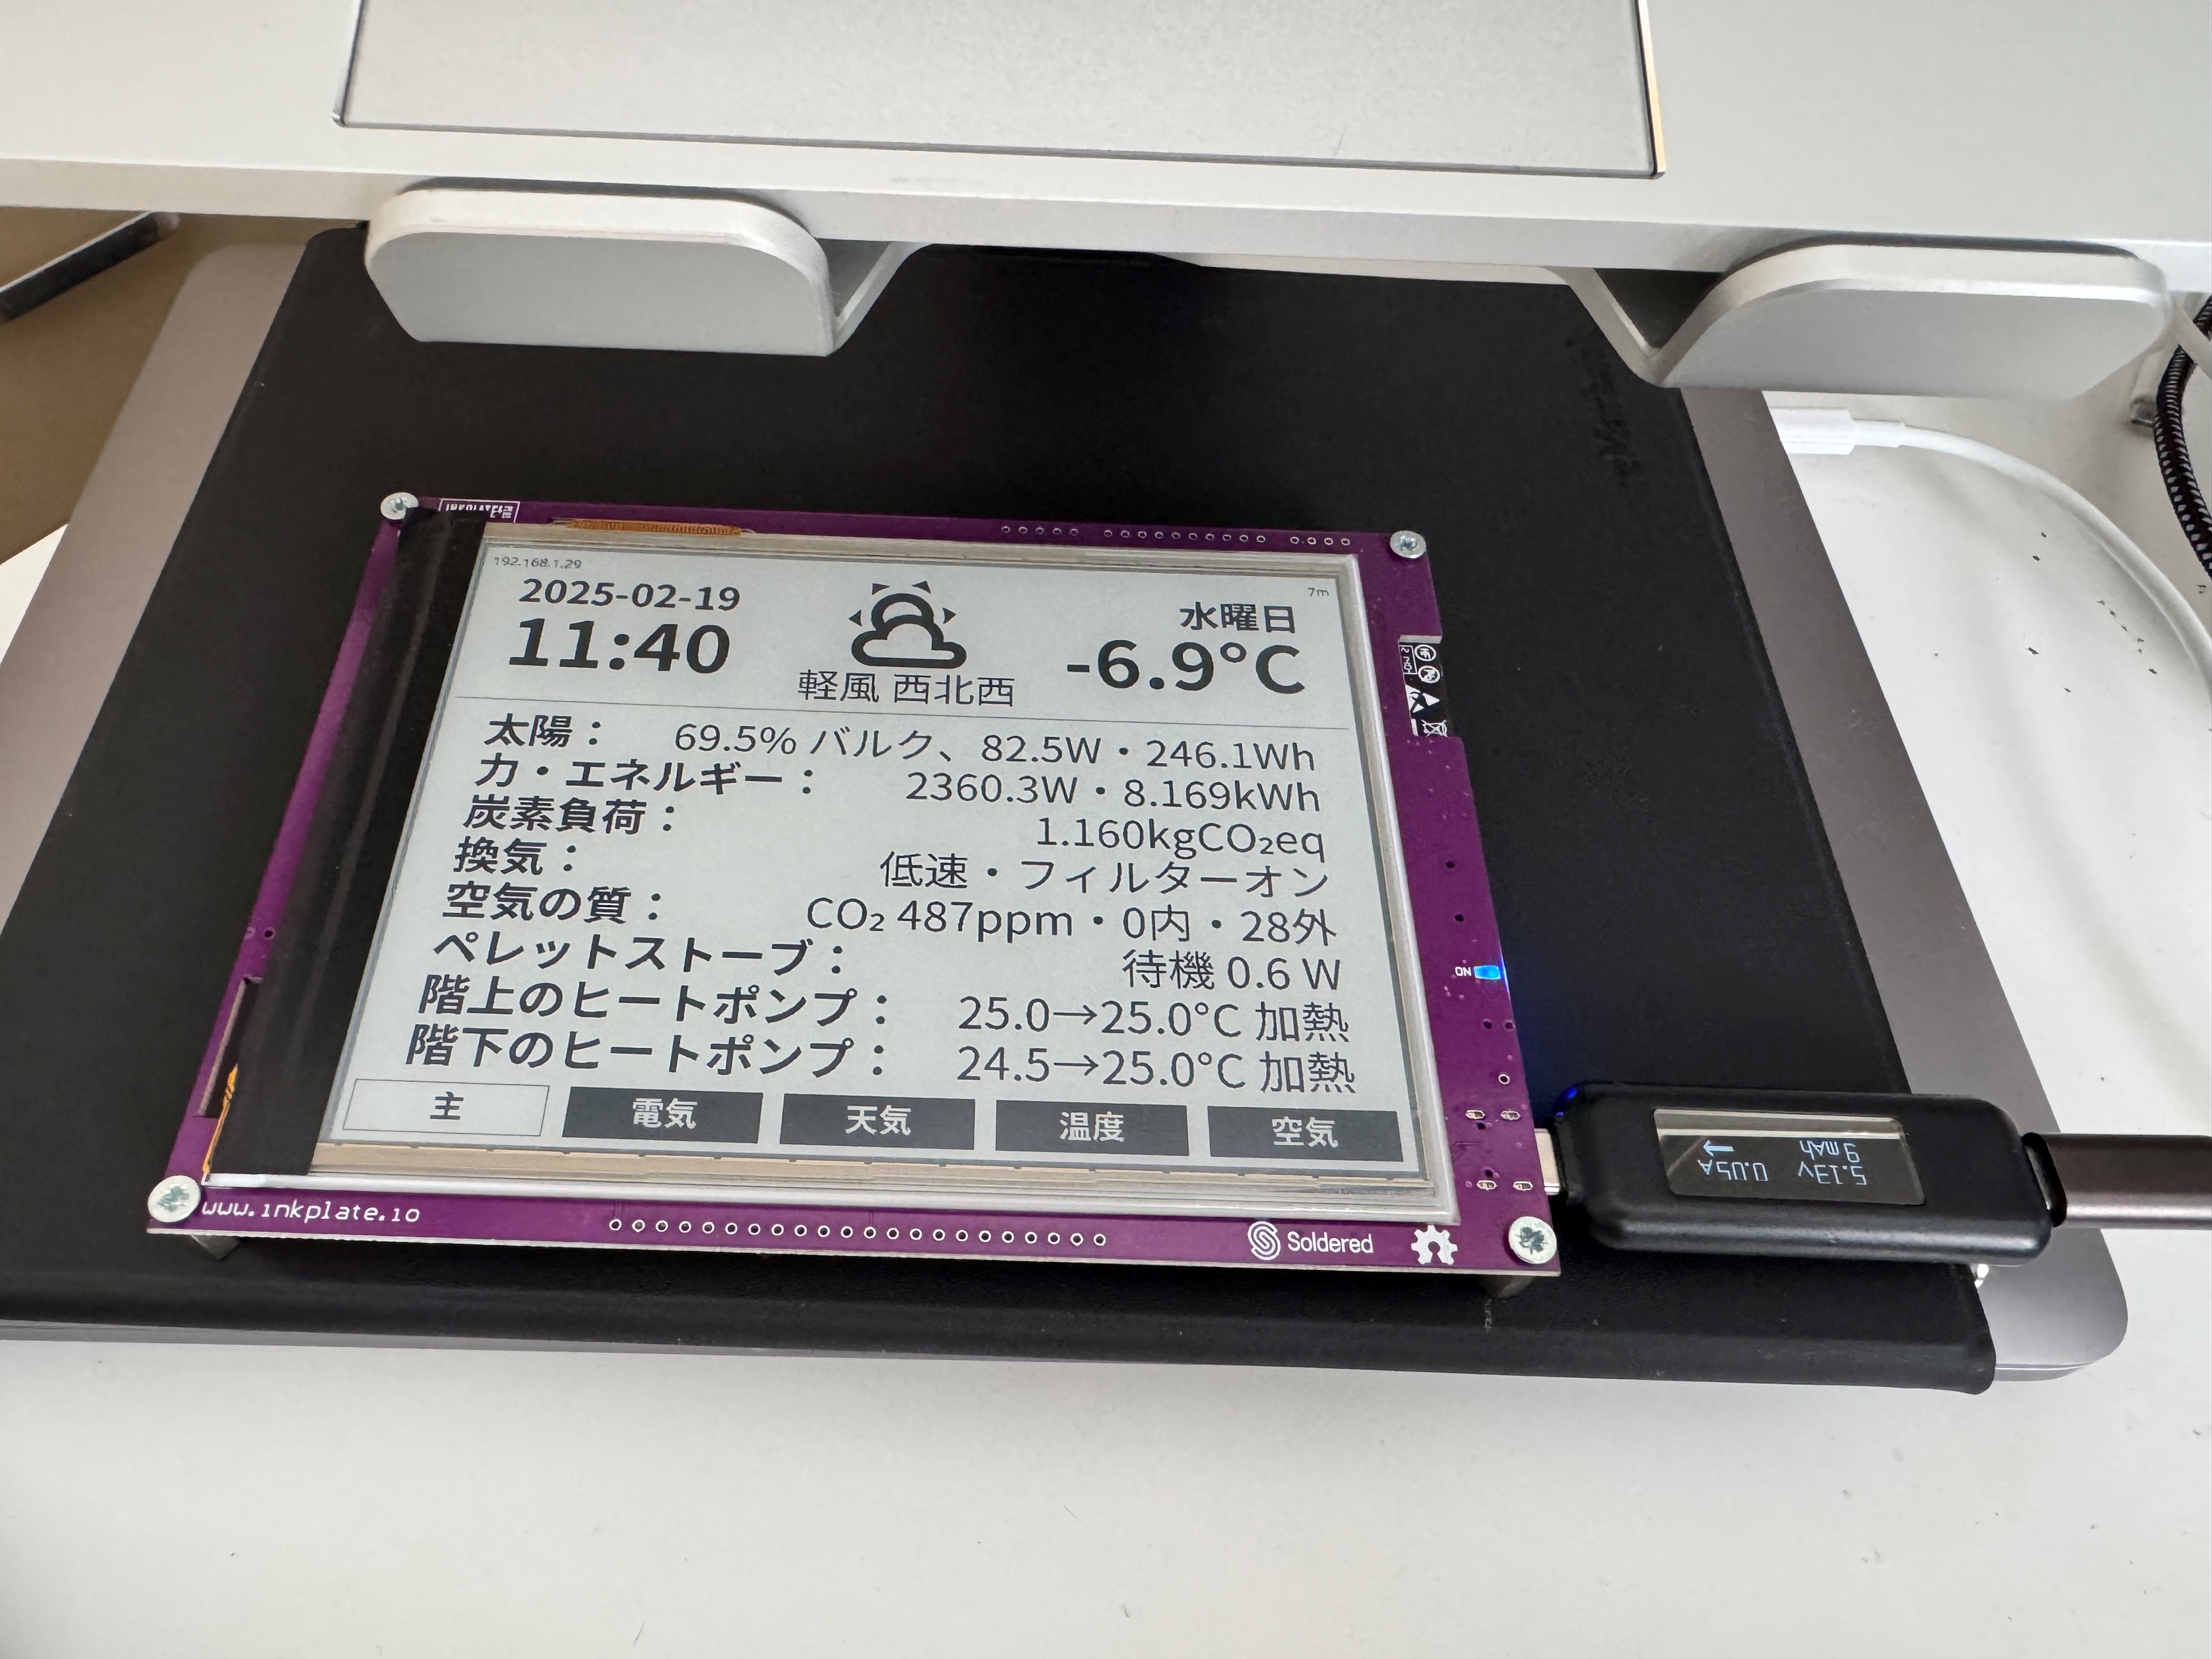 192.168.1.29
7m
2025-02-19
水曜日
11:40
-6.9°C
軽風 西北西
太陽： 69.5% バルク、82.5W・246.1Wh
力・エネルギー： 2360.3W・8.169kWh
炭素負荷： 1.160kgCO₂eq
換気： 低速・フィルターオン
空気の質： CO₂ 487ppm・0内・28外
ペレットストーブ： 待機 0.6 W
階上のヒートポンプ： 25.0→25.0°C 加熱
階下のヒートポンプ： 24.5→25.0°C 加熱
主 電気 天気 温度 空気
www.inkplate.io
Soldered
ON
5.13V 0.05A
9mAh